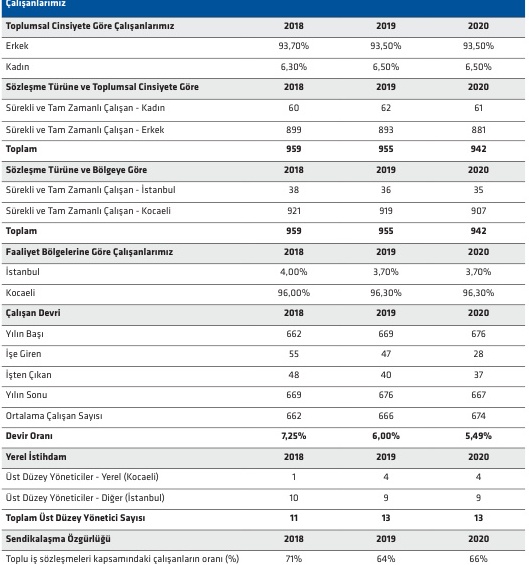 Çalışanlarımız
Toplumsal Cinsiyete Göre Çalışanlarımız 2018 2019 2020
Erkek 93,70% 93,50% 93,50%
Kadın 6,30% 6,50% 6,50%
Sözleşme Türüne ve Toplumsal Cinsiyete Göre 2018 2019 2020
Sürekli ve Tam Zamanlı Çalışan - Kadın 60 62 61
Sürekli ve Tam Zamanlı Çalışan - Erkek 899 893 881
Toplam 959 955 942
Sözleşme Türüne ve Bölgeye Göre 2018 2019 2020
Sürekli ve Tam Zamanlı Çalışan - İstanbul 38 36 35
Sürekli ve Tam Zamanlı Çalışan - Kocaeli 921 919 907
Toplam 959 955 942
Faaliyet Bölgelerine Göre Çalışanlarımız 2018 2019 2020
İstanbul 4,00% 3,70% 3,70%
Kocaeli 96,00% 96,30% 96,30%
Çalışan Devri 2018 2019 2020
Yılın Başı 662 669 676
İşe Giren 55 47 28
İşten Çıkan 48 40 37
Yılın Sonu 669 676 667
Ortalama Çalışan Sayısı 662 666 674
Devir Oranı 7,25% 6,00% 5,49%
Yerel İstihdam 2018 2019 2020
Üst Düzey Yöneticiler - Yerel (Kocaeli) 1 4 4
Üst Düzey Yöneticiler - Diğer (İstanbul) 10 9 9
Toplam Üst Düzey Yönetici Sayısı 11 13 13
Sendikalaşma Özgürlüğü 2018 2019 2020
Toplu iş sözleşmeleri kapsamındaki çalışanların oranı (%) 71% 64% 66%